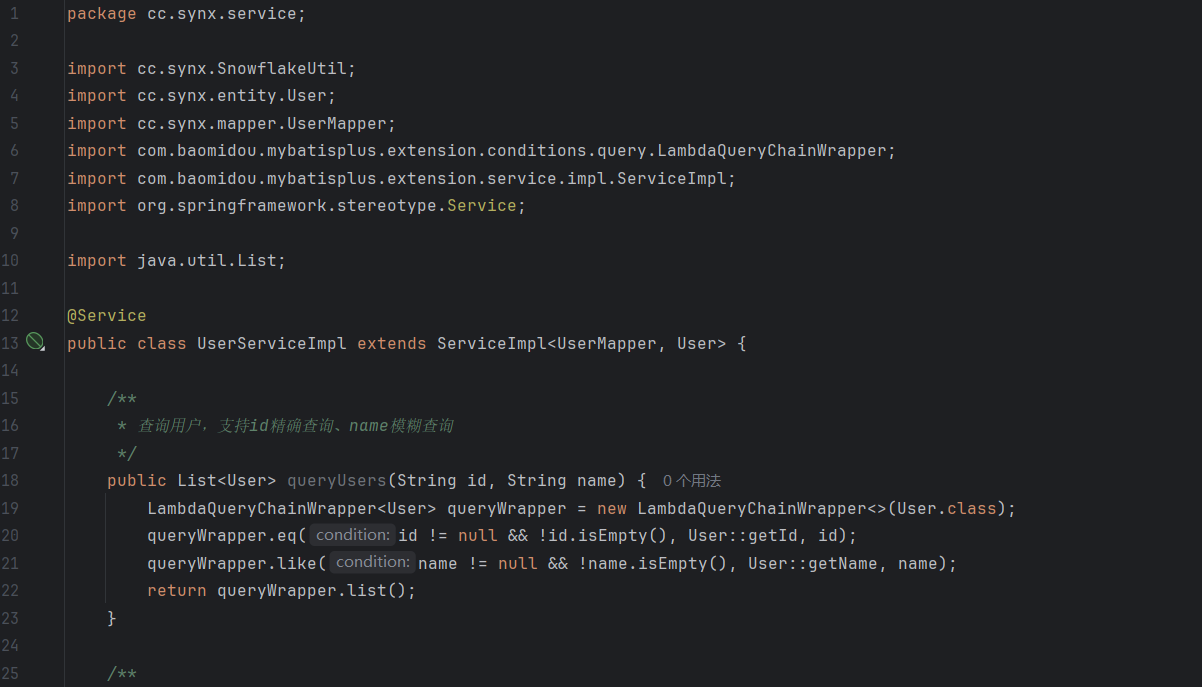 1 package cc.synx.service;
2
3 import cc.synx.SnowflakeUtil;
4 import cc.synx.entity.User;
5 import cc.synx.mapper.UserMapper;
6 import com.baomidou.mybatisplus.extension.conditions.query.LambdaQueryChainWrapper;
7 import com.baomidou.mybatisplus.extension.service.impl.ServiceImpl;
8 import org.springframework.stereotype.Service;
9
10 import java.util.List;
11
12 @Service
13 public class UserServiceImpl extends ServiceImpl<UserMapper, User> {
14
15     /**
16      * 查询用户，支持id精确查询、name模糊查询
17      */
18     public List<User> queryUsers(String id, String name) { 0个用法
19         LambdaQueryChainWrapper<User> queryWrapper = new LambdaQueryChainWrapper<>(User.class);
20         queryWrapper.eq( condition: id != null && !id.isEmpty(), User::getId, id);
21         queryWrapper.like( condition: name != null && !name.isEmpty(), User::getName, name);
22         return queryWrapper.list();
23     }
24
25     /**